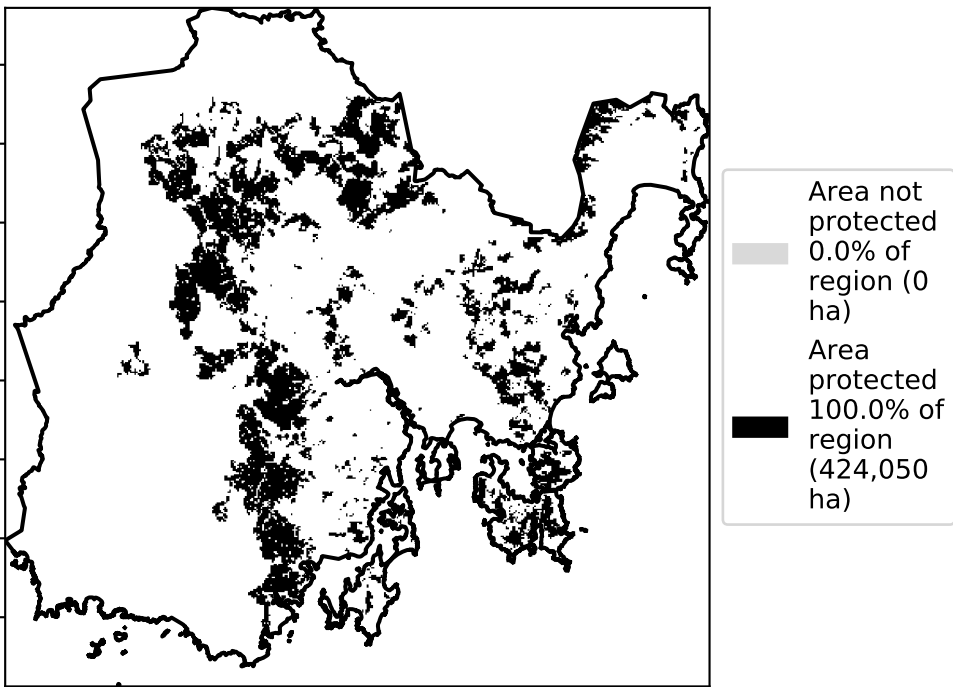 Area not
protected
0.0% of
region (0
ha)
Area
protected
100.0% of
region
(424,050
ha)